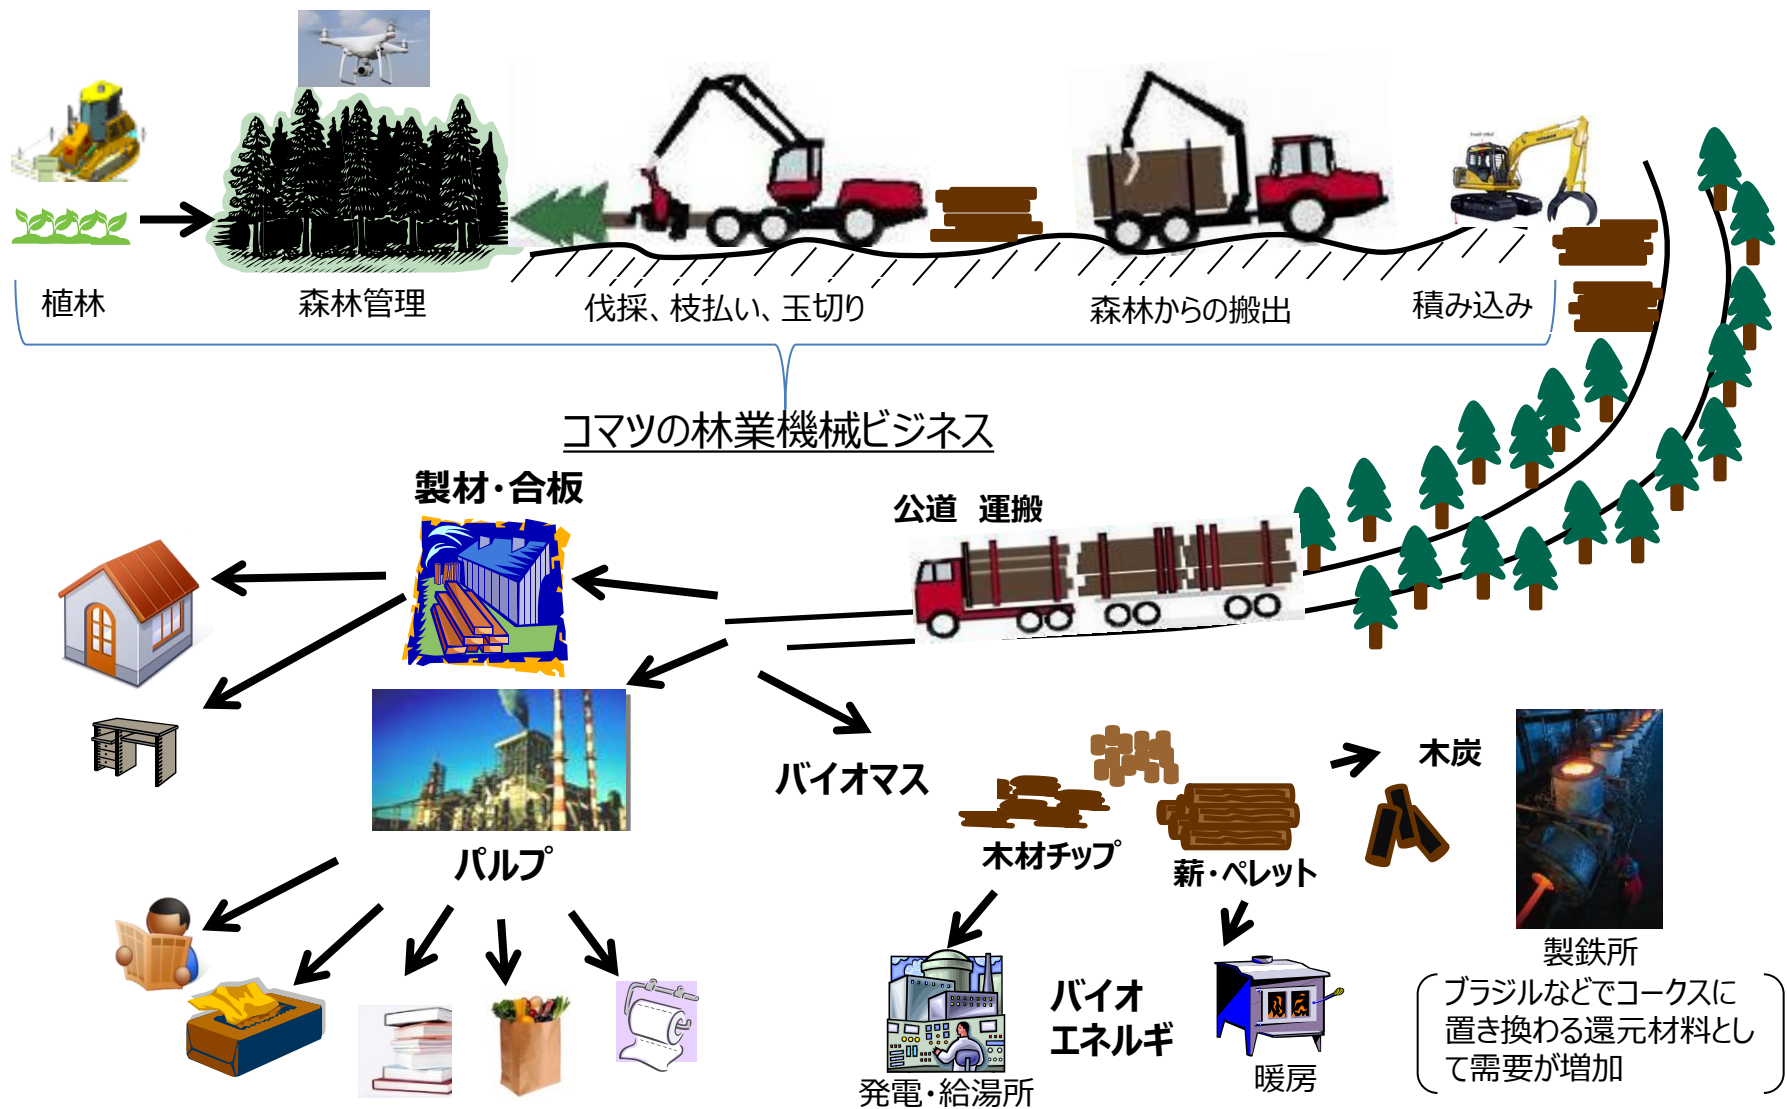 植林
森林管理
伐採、枝払い、玉切り
森林からの搬出
積み込み
コマツの林業機械ビジネス
製材・合板
公道　運搬
バイオマス
木炭
パルプ
木材チップ
薪・ペレット
製鉄所
バイオ
エネルギ
発電・給湯所
暖房
ブラジルなどでコークスに
置き換わる還元材料とし
て需要が増加